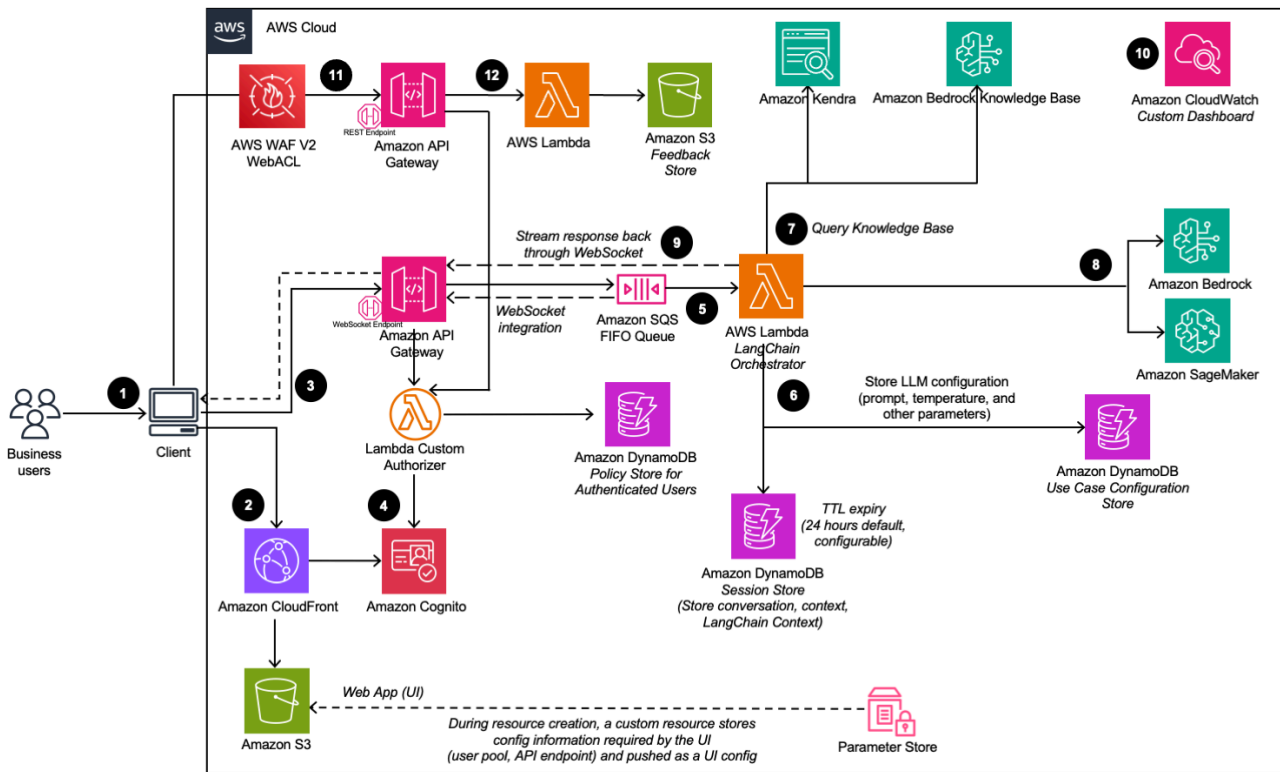 aws
AWS Cloud
11
12
10
REST Endpoint
AWS WAF V2
WebACL
Amazon API
Gateway
AWS Lambda
Amazon S3
Feedback
Store
Amazon Kendra
Amazon Bedrock Knowledge Base
Amazon CloudWatch
Custom Dashboard
Stream response back
through WebSocket
9
7
Query Knowledge Base
8
WebSocket Endpoint
Amazon API
Gateway
WebSocket
integration
Amazon SQS
FIFO Queue
5
AWS Lambda
LangChain
Orchestrator
Amazon Bedrock
Amazon SageMaker
1
3
Business
users
Client
Lambda Custom
Authorizer
Amazon DynamoDB
Policy Store for
Authenticated Users
6
Store LLM configuration
(prompt, temperature, and
other parameters)
Amazon DynamoDB
Use Case Configuration
Store
2
4
Amazon CloudFront
Amazon Cognito
TTL expiry
(24 hours default,
configurable)
Amazon DynamoDB
Session Store
(Store conversation, context,
LangChain Context)
Amazon S3
Web App (UI)
During resource creation, a custom resource stores
config information required by the UI
(user pool, API endpoint) and pushed as a UI config
Parameter Store